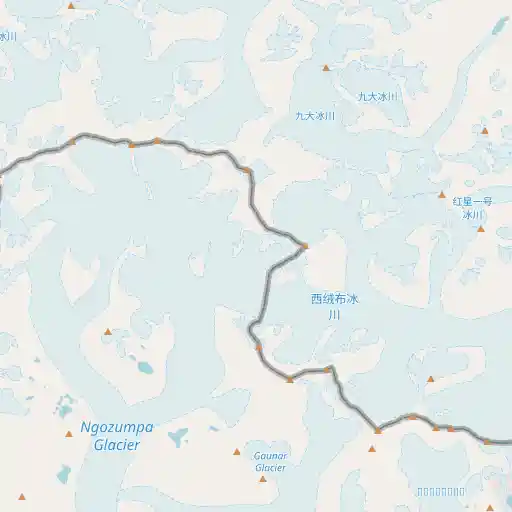 冰川
九大冰川
九大冰川
红星一号
冰川
西绒布冰
川
Ngozumpa
Glacier
Gaunar
Glacier